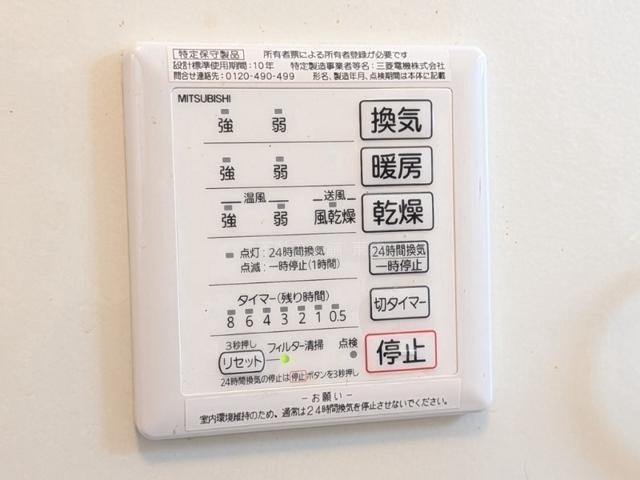 特定保守製品 所有者票による所有者登録が必要です
設計標準使用期間:10年 特定製造事業者等名:三菱電機株式会社
問合せ連絡先:0120-490-499 形名、製造年月、点検期間は本体に記載
MITSUBISHI
強 弱 換気
強 弱 暖房
温風 送風
強 弱 風乾燥 乾燥
点灯:24時間換気
点滅:一時停止(1時間)
24時間換気
一時停止
タイマー(残り時間)
8 6 4 3 2 1 0.5
切タイマー
3秒押し
リセット フィルター清掃 点検
停止
24時間換気の停止は停止ボタンを3秒押し
-お願い-
室内環境維持のため、通常は24時間換気を停止させないでください。